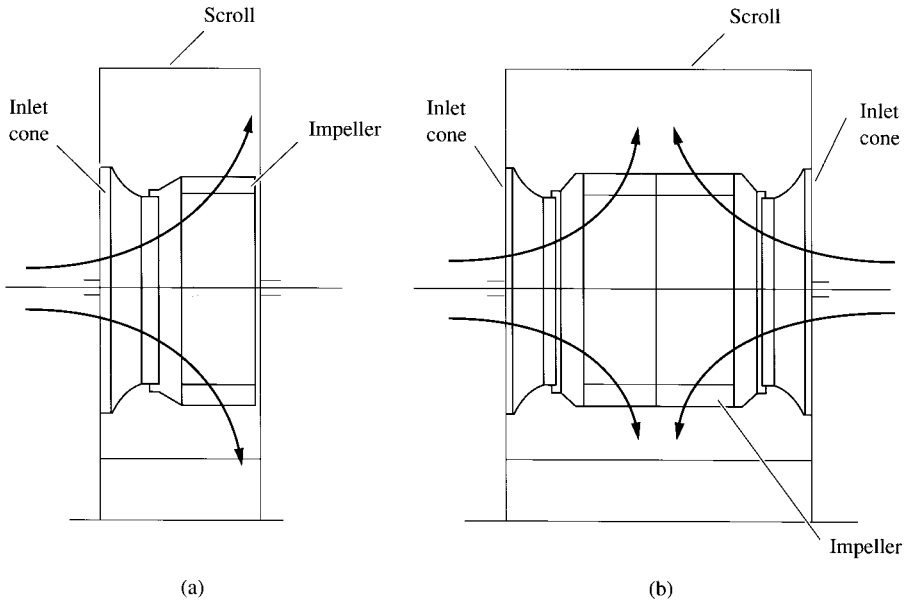 Scroll
Inlet
cone
Impeller
(a)
Scroll
Inlet
cone
Inlet
cone
Impeller
(b)